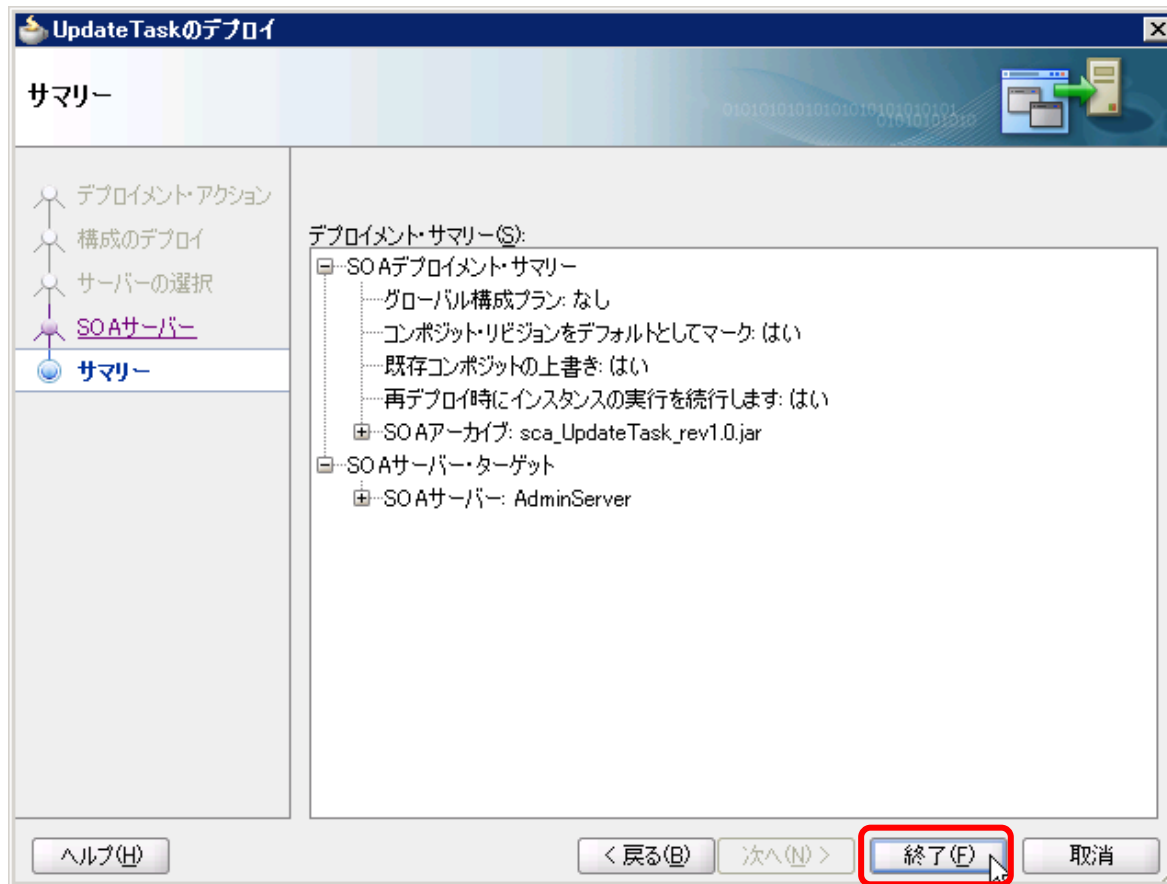 UpdateTaskのデプロイ
サマリー
デプロイメント・アクション
構成のデプロイ
サーバーの選択
SOAサーバー
サマリー
デプロイメント・サマリー(S):
SOAデプロイメント・サマリー
グローバル構成プラン: なし
コンポジット・リビジョンをデフォルトとしてマーク: はい
既存コンポジットの上書き: はい
再デプロイ時にインスタンスの実行を続行します: はい
SOAアーカイブ: sca_UpdateTask_rev1.0.jar
SOAサーバー・ターゲット
SOAサーバー: AdminServer
ヘルプ(H)
< 戻る(B)
次へ(N) >
終了(F)
取消